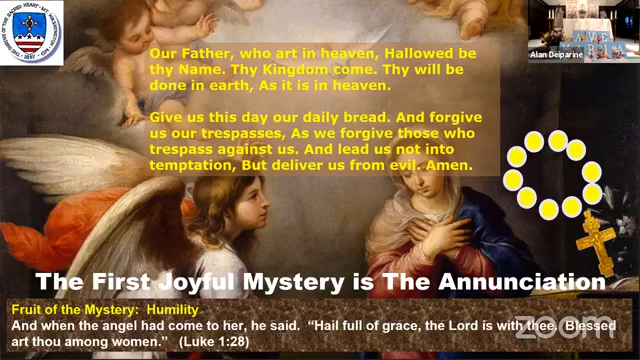 Our Father, who art in heaven, Hallowed be
thy Name. Thy Kingdom come. Thy will be
done in earth, As it is in heaven.
Give us this day our daily bread. And forgive
us our trespasses, As we forgive those who
trespass against us. And lead us not into
temptation, But deliver us from evil. Amen.
AVE
MARIA
Alan Deiparine
The First Joyful Mystery is The Annunciation
Fruit of the Mystery:  Humility
And when the angel had come to her, he said.  “Hail full of grace, the Lord is with thee.  Blessed
art thou among women.”   (Luke 1:28)
zoom